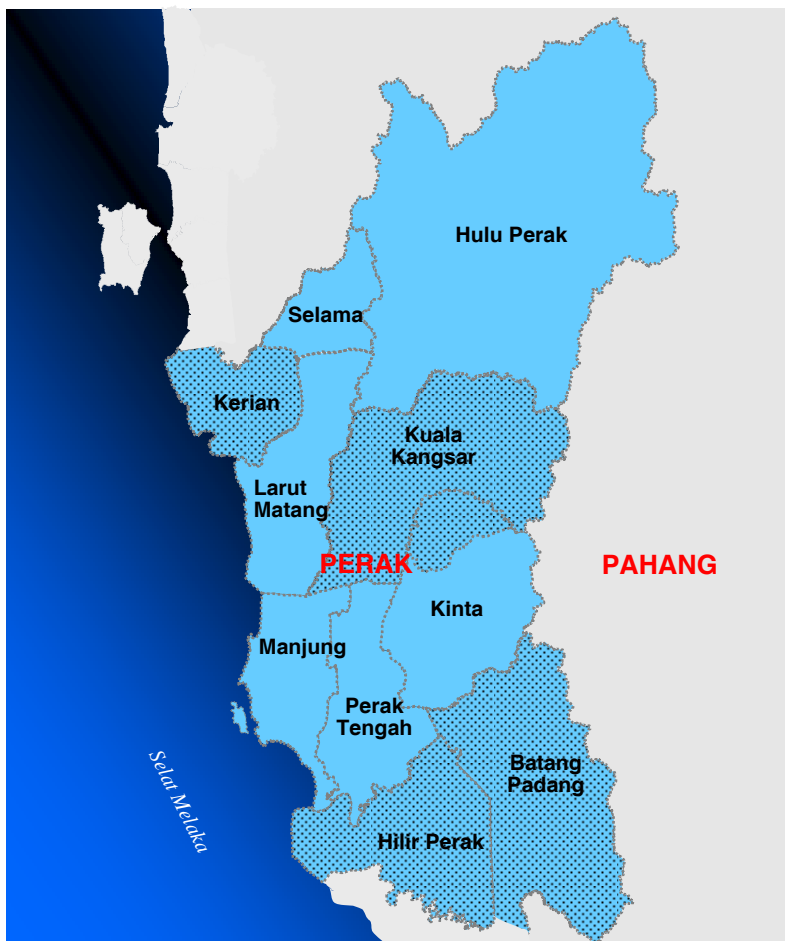 Hulu Perak
Selama
Kerian
Kuala
Kangsar
Larut
Matang
PERAK
PAHANG
Kinta
Manjung
Perak
Tengah
Batang
Padang
Selat Melaka
Hilir Perak